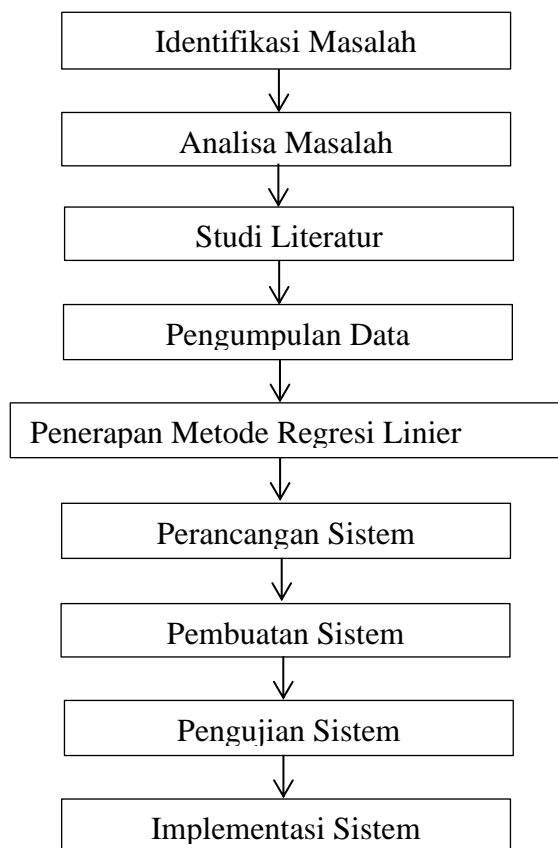 Identifikasi Masalah
Analisa Masalah
Studi Literatur
Pengumpulan Data
Penerapan Metode Regresi Linier
Perancangan Sistem
Pembuatan Sistem
Pengujian Sistem
Implementasi Sistem